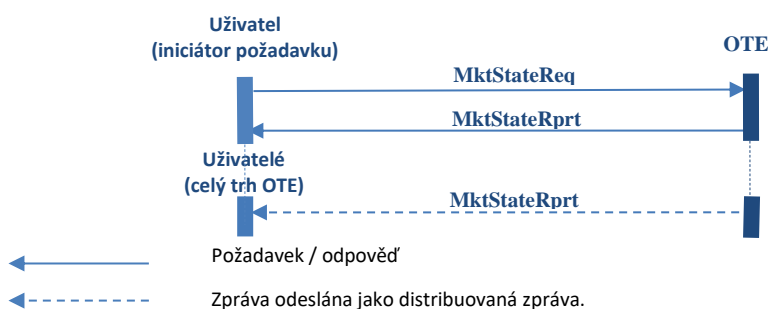 Uživatel
(iniciátor požadavku)
OTE
MktStateReq
MktStateRprt
Uživatelé
(celý trh OTE)
MktStateRprt
Požadavek / odpověď
Zpráva odeslána jako distribuovaná zpráva.